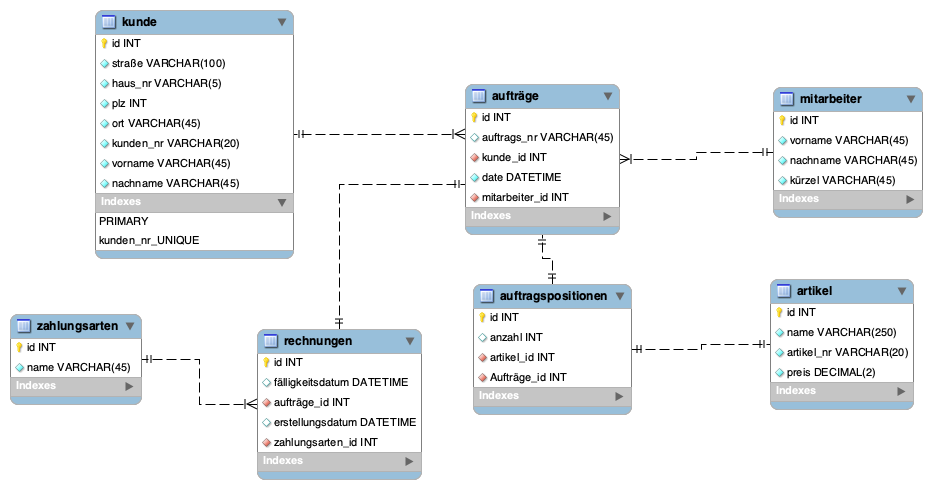 kunde
id INT
straße VARCHAR(100)
haus_nr VARCHAR(5)
plz INT
ort VARCHAR(45)
kunden_nr VARCHAR(20)
vorname VARCHAR(45)
nachname VARCHAR(45)
Indexes
PRIMARY
kunden_nr_UNIQUE
aufträge
id INT
auftrags_nr VARCHAR(45)
kunde_id INT
date DATETIME
mitarbeiter_id INT
Indexes
mitarbeiter
id INT
vorname VARCHAR(45)
nachname VARCHAR(45)
kürzel VARCHAR(45)
Indexes
zahlungsarten
id INT
name VARCHAR(45)
Indexes
rechnungen
id INT
fälligkeitsdatum DATETIME
aufträge_id INT
erstellungsdatum DATETIME
zahlungsarten_id INT
Indexes
auftragspositionen
id INT
anzahl INT
artikel_id INT
Aufträge_id INT
Indexes
artikel
id INT
name VARCHAR(250)
artikel_nr VARCHAR(20)
preis DECIMAL(2)
Indexes